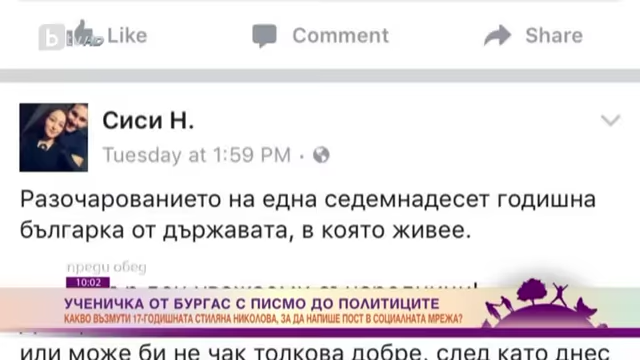 Like
Comment
Share
Сиси Н.
Tuesday at 1:59 PM
Разочарованието на една седемнадесет годишна
българка от държавата, в която живее.
преди обед
10:02
УЧЕНИЧКА ОТ БУРГАС С ПИСМО ДО ПОЛИТИЦИТЕ
КАКВО ВЪЗМУТИ 17-ГОДИШНАТА СТИЛЯНА НИКОЛОВА, ЗА ДА НАПИШЕ ПОСТ В СОЦИАЛНАТА МРЕЖА?
или може би не чак толкова добре, след като днес